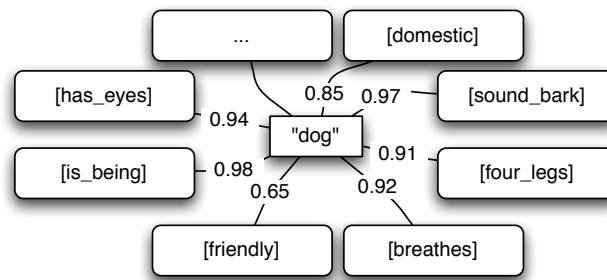 ...
[domestic]
[has_eyes]
0.85
0.97
[sound_bark]
0.94
"dog"
[is_being]
0.98
0.91
[four_legs]
0.65
0.92
[friendly]
[breathes]